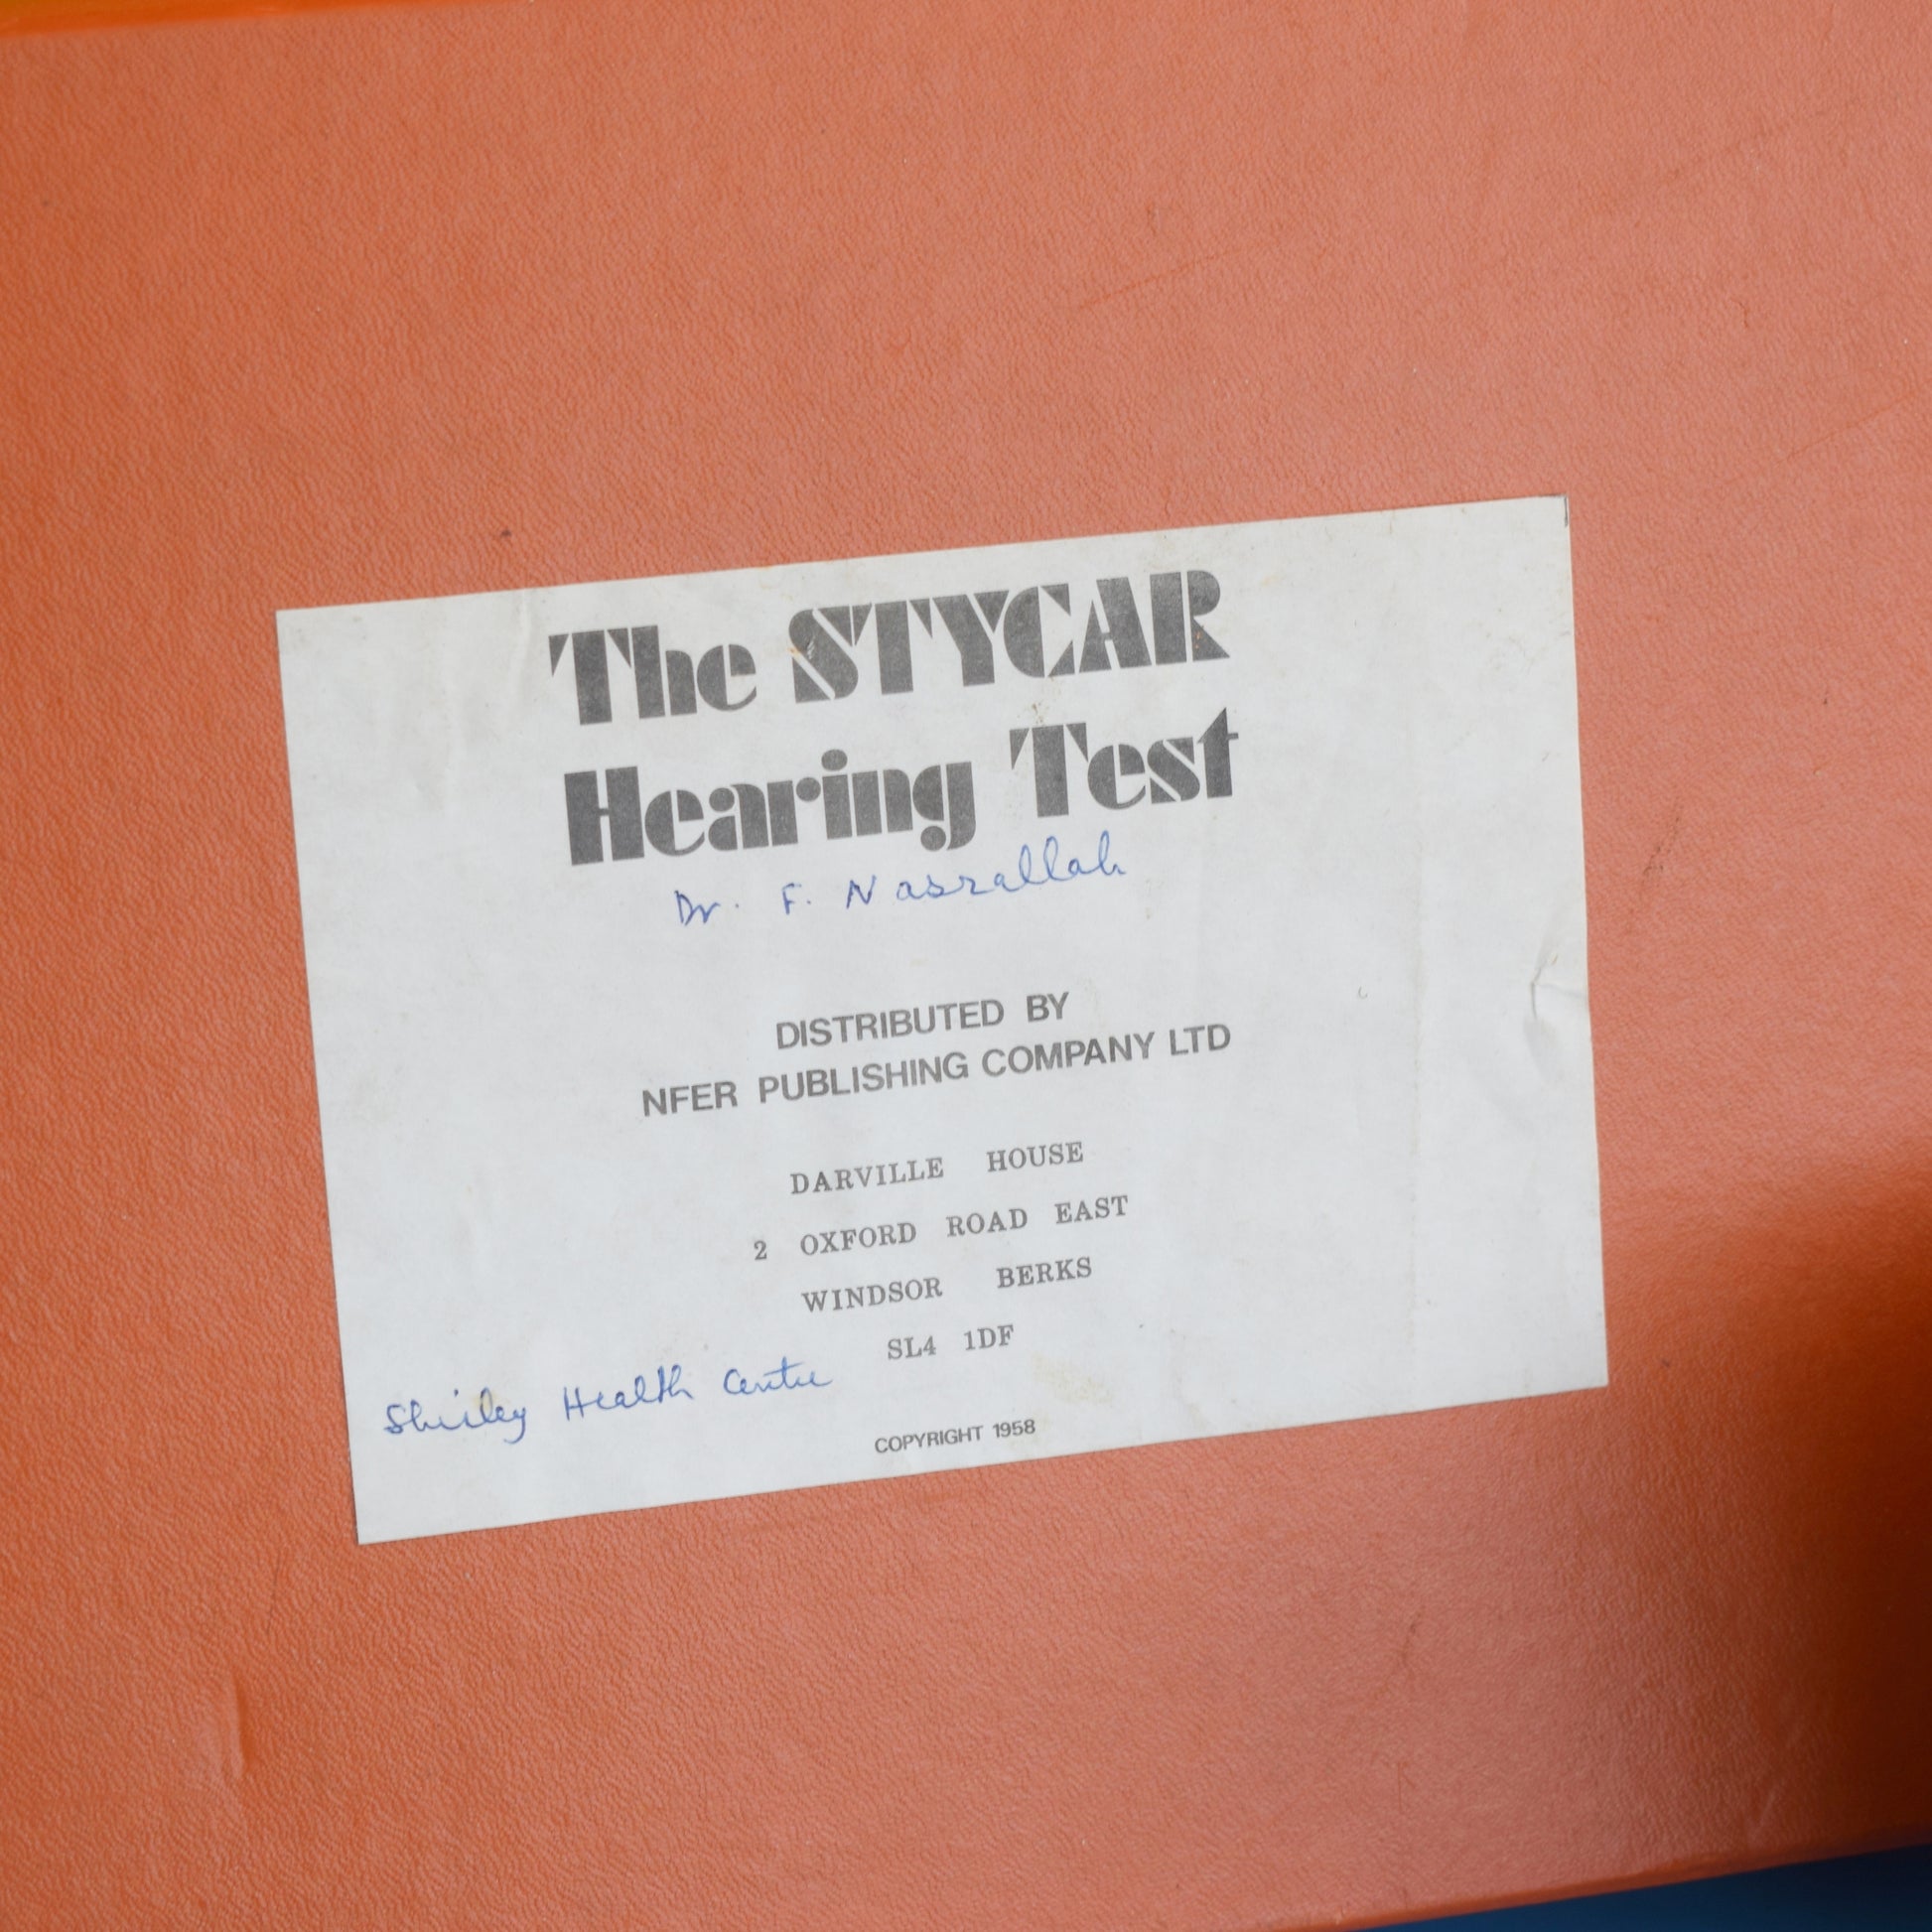 The STYCAR
Hearing Test
Dr. F. Nasrallah
DISTRIBUTED BY
NFER PUBLISHING COMPANY LTD
DARVILLE HOUSE
2 OXFORD ROAD EAST
WINDSOR BERKS
SL4 1DF
Shirley Health Centre
COPYRIGHT 1958